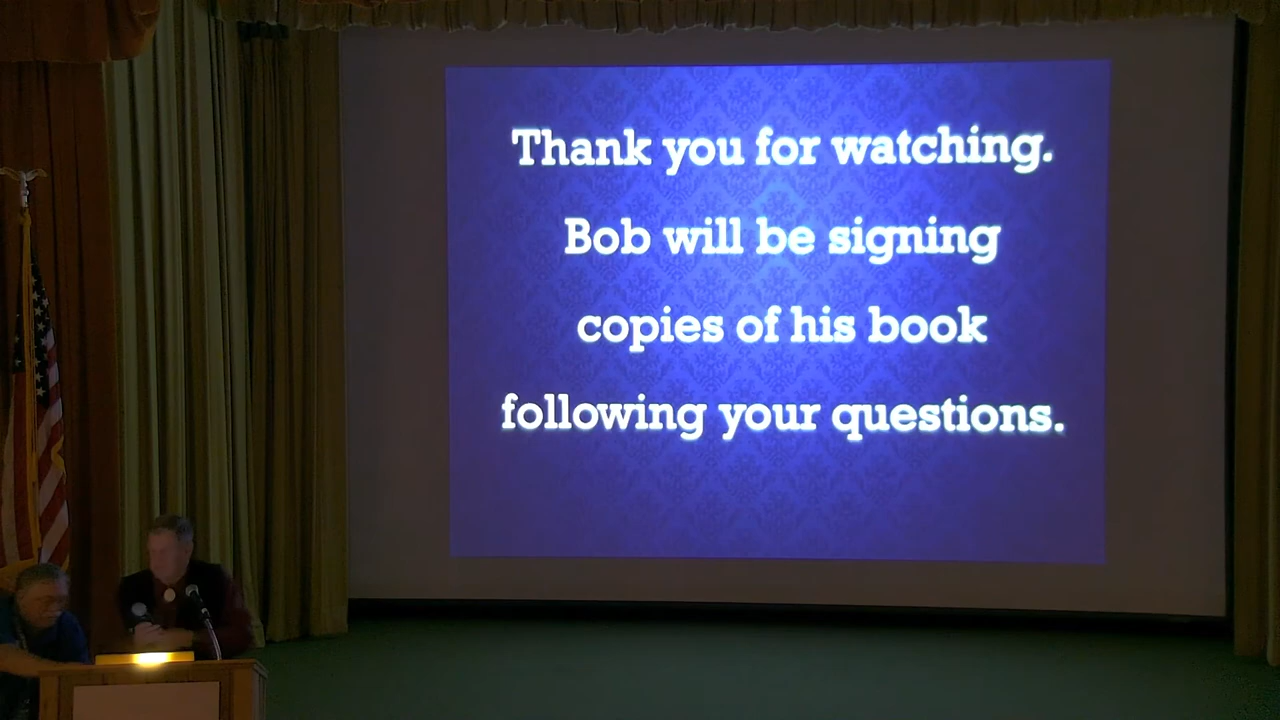 Thank you for watching.
Bob will be signing
copies of his book
following your questions.